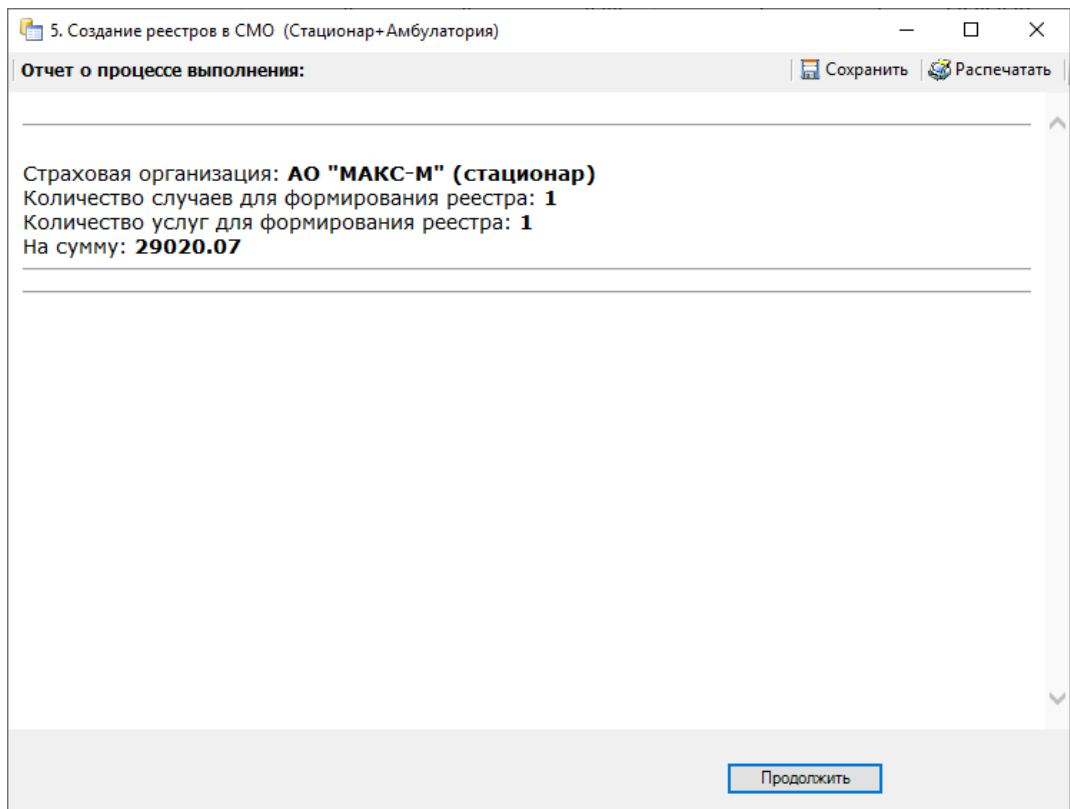 5. Создание реестров в СМО (Стационар+Амбулатория)
Отчет о процессе выполнения:
Сохранить
Распечатать
Страховая организация: АО "МАКС-М" (стационар)
Количество случаев для формирования реестра: 1
Количество услуг для формирования реестра: 1
На сумму: 29020.07
Продолжить